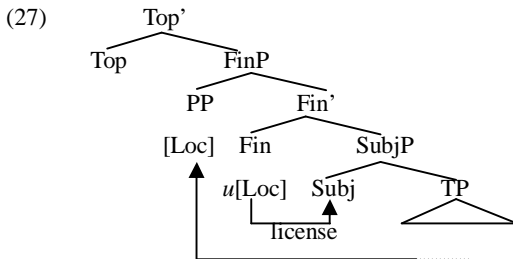 (27) Top’
Top FinP
PP Fin’
[Loc] Fin SubjP
u[Loc] Subj TP
license